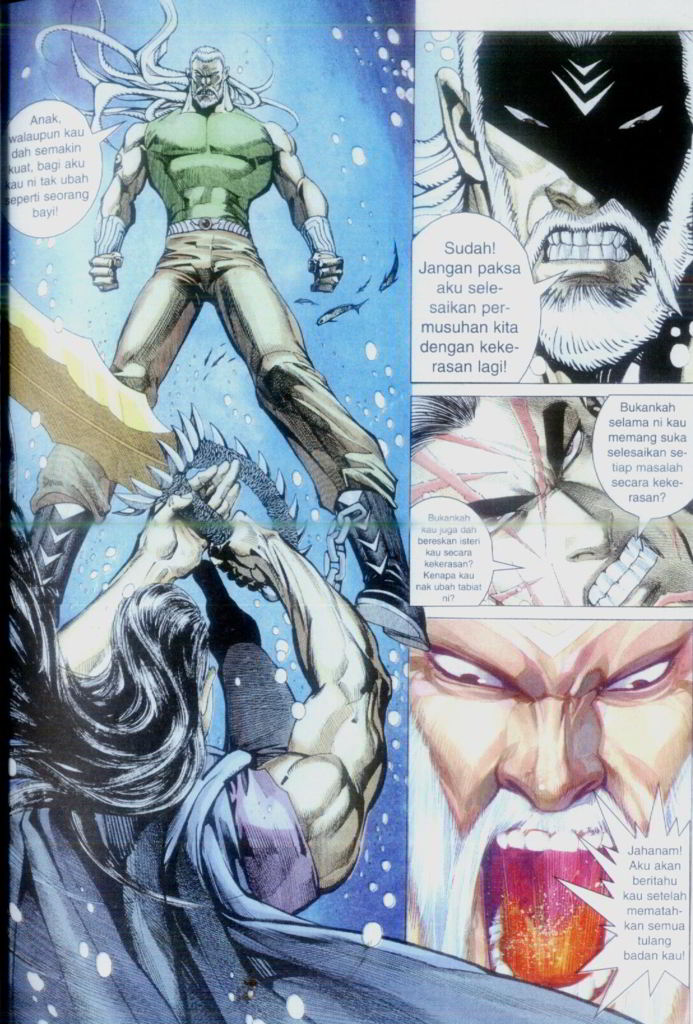 Anak,
walaupun kau
dah semakin
kuat, bagi aku
kau ni tak ubah
seperti seorang
bayi!
Sudah!
Jangan paksa
aku sele-
saikan per-
musuhan kita
dengan keke-
rasan lagi!
Bukankah
selama ni kau
memang suka
selesaikan se-
tiap masalah
secara keke-
rasan?
Bukankah
kau juga dah
bereskan isteri
kau secara
kekerasan?
Kenapa kau
nak ubah tabiat
ni?
Jahanam!
Aku akan
beritahu
kau setelah
mematah-
kan semua
tulang
badan kau!